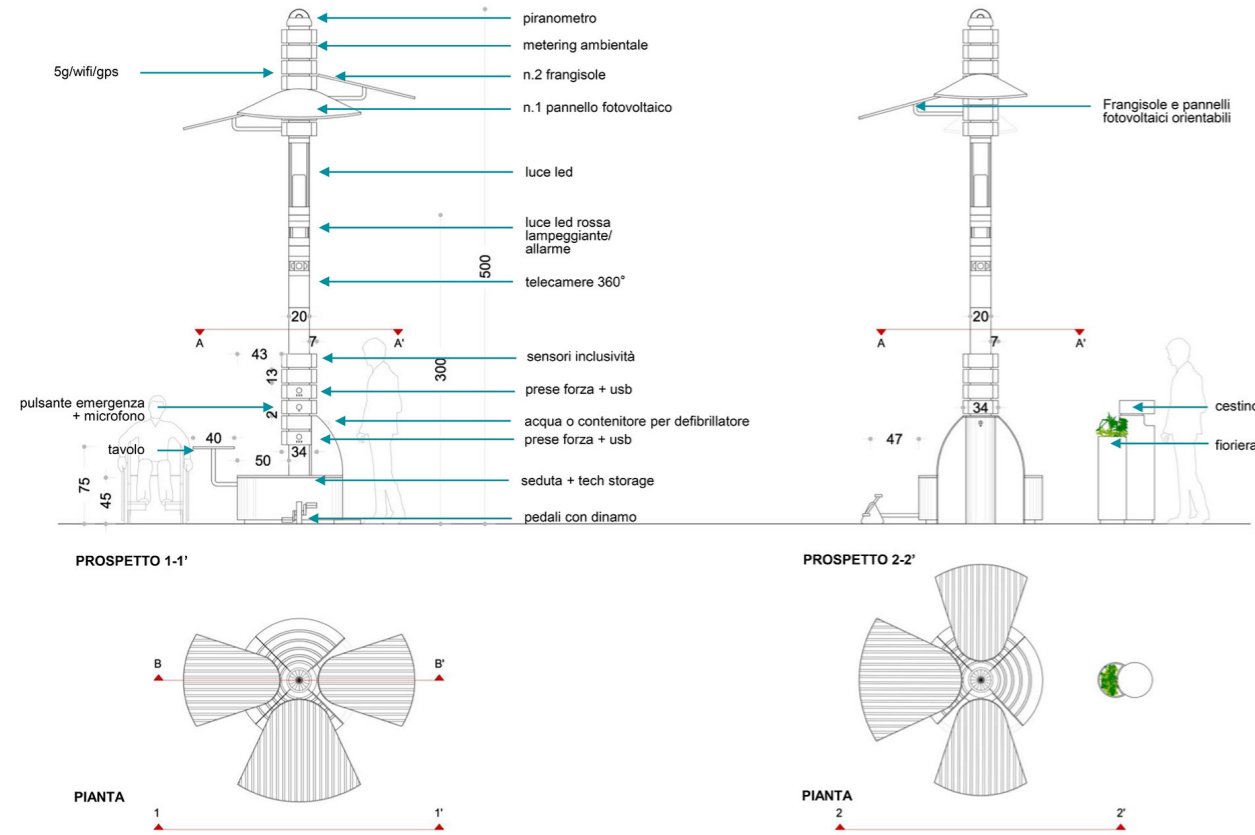 piranometro
metering ambientale
5g/wifi/gps
n.2 frangisole
n.1 pannello fotovoltaico
luce led
luce led rossa
lampeggiante/
allarme
telecamere 360°
500
20
A
A'
7
300
43
13
sensori inclusività
prese forza + usb
pulsante emergenza
+ microfono
2
acqua o contenitore per defibrillatore
40
prese forza + usb
tavolo
50
34
75
45
seduta + tech storage
pedali con dinamo
PROSPETTO 1-1’
B
B'
PIANTA
1
1'
Frangisole e pannelli
fotovoltaici orientabili
20
A
A'
7
34
47
cestino
fioriera
PROSPETTO 2-2’
PIANTA
2
2'